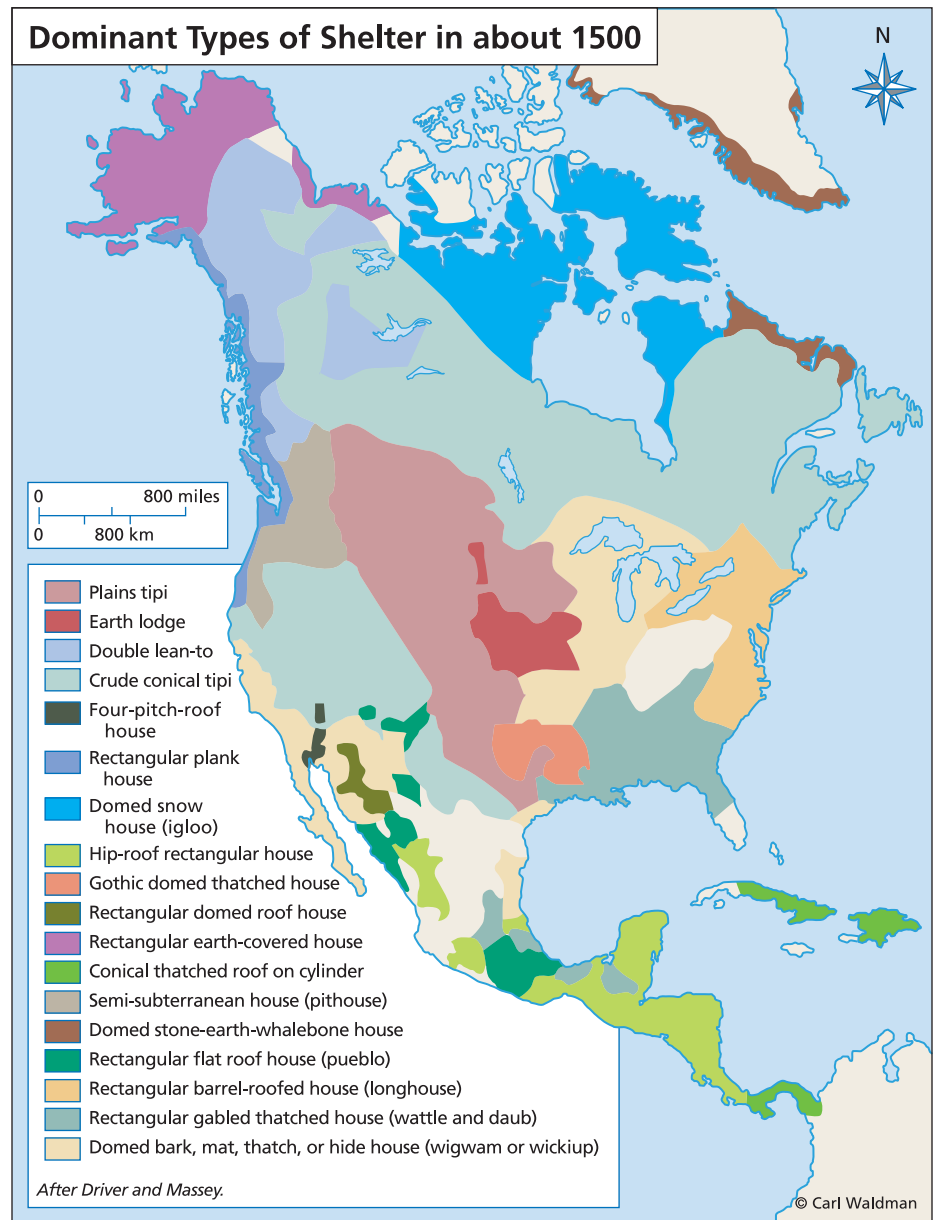 Dominant Types of Shelter in about 1500
N
0 800 miles
0 800 km
Plains tipi
Earth lodge
Double lean-to
Crude conical tipi
Four-pitch-roof
house
Rectangular plank
house
Domed snow
house (igloo)
Hip-roof rectangular house
Gothic domed thatched house
Rectangular domed roof house
Rectangular earth-covered house
Conical thatched roof on cylinder
Semi-subterranean house (pithouse)
Domed stone-earth-whalebone house
Rectangular flat roof house (pueblo)
Rectangular barrel-roofed house (longhouse)
Rectangular gabled thatched house (wattle and daub)
Domed bark, mat, thatch, or hide house (wigwam or wickiup)
After Driver and Massey.
© Carl Waldman